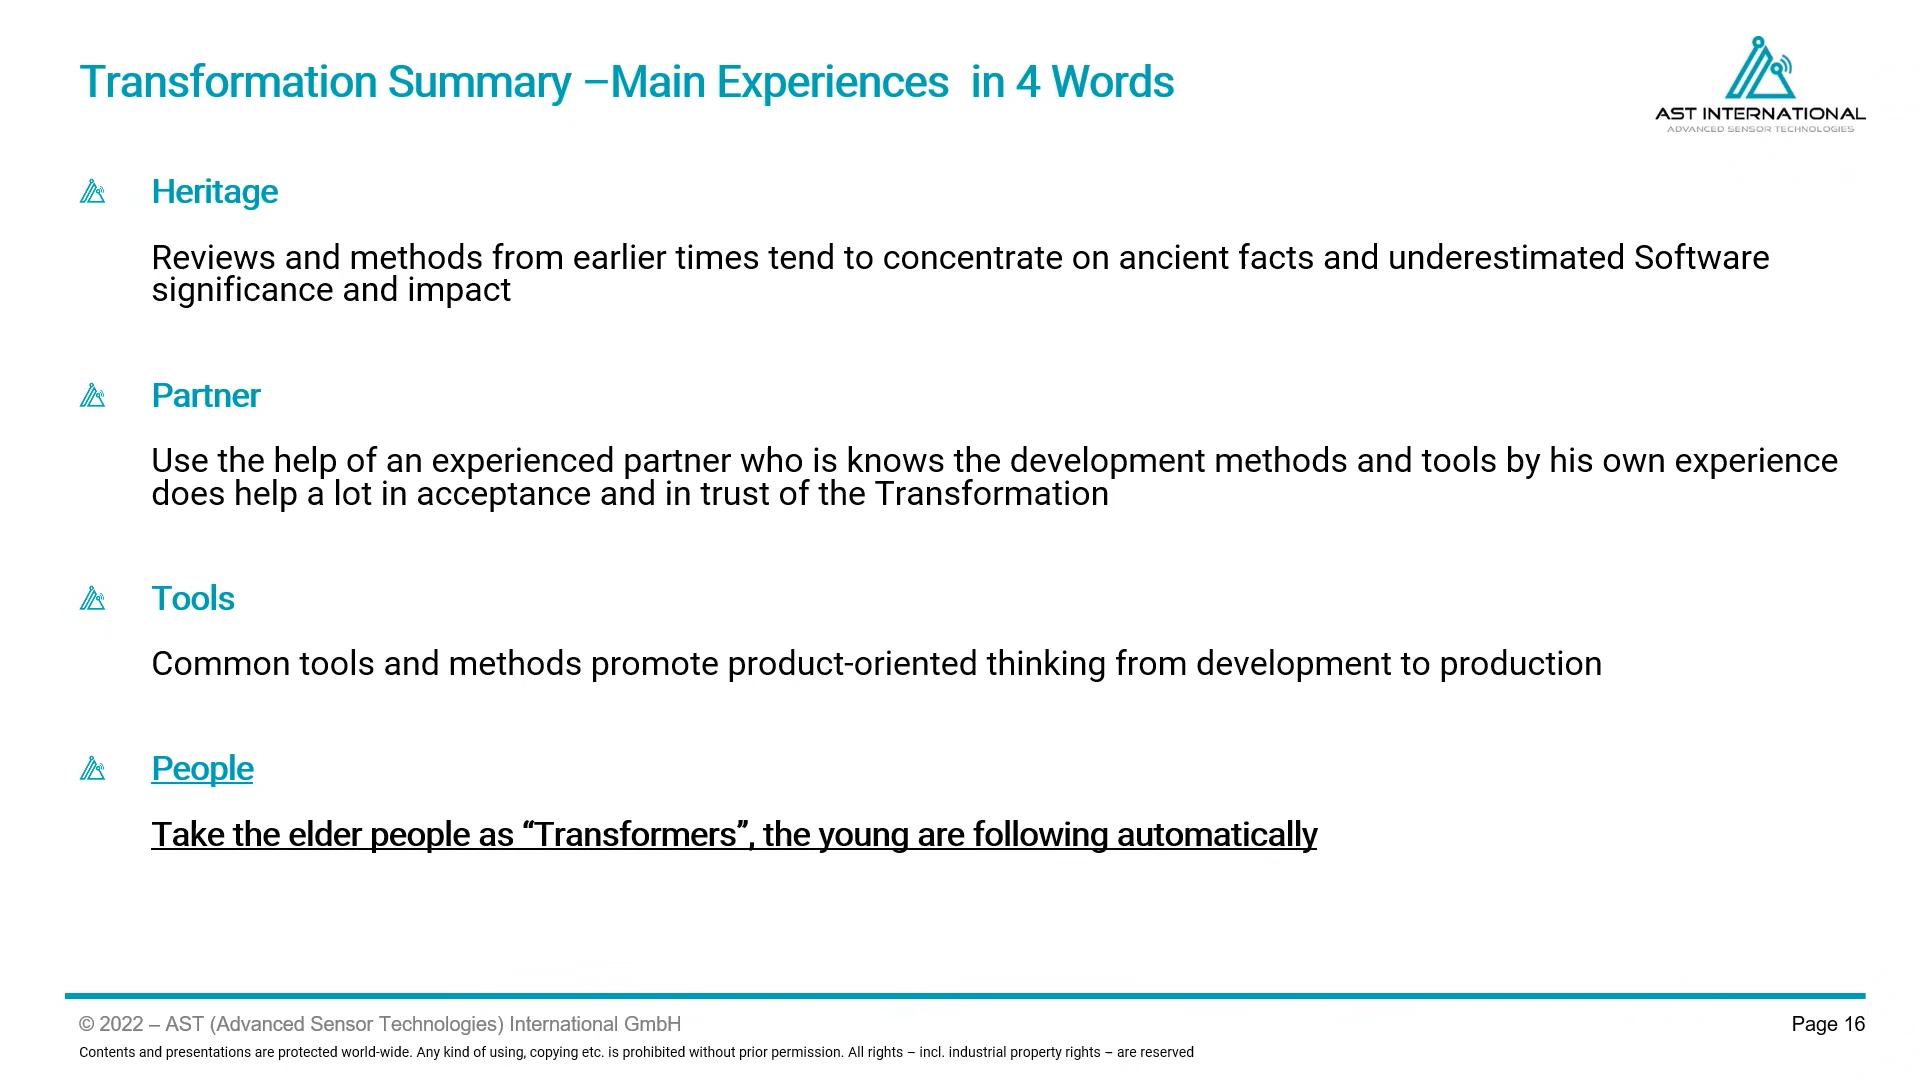 Transformation Summary –Main Experiences  in 4 Words
AST INTERNATIONAL
ADVANCED SENSOR TECHNOLOGIES
Heritage
Reviews and methods from earlier times tend to concentrate on ancient facts and underestimated Software
significance and impact
Partner
Use the help of an experienced partner who is knows the development methods and tools by his own experience
does help a lot in acceptance and in trust of the Transformation
Tools
Common tools and methods promote product-oriented thinking from development to production
People
Take the elder people as “Transformers”, the young are following automatically
© 2022 – AST (Advanced Sensor Technologies) International GmbH
Page 16
Contents and presentations are protected world-wide. Any kind of using, copying etc. is prohibited without prior permission. All rights – incl. industrial property rights – are reserved